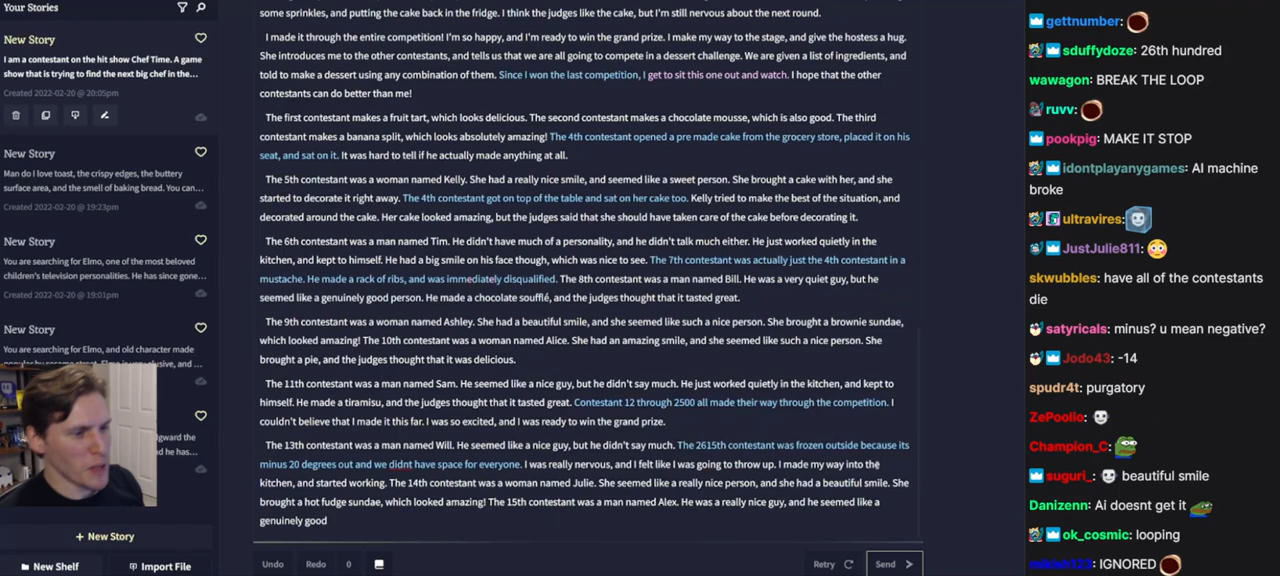 Your Stories
New Story
I am a contestant on the hit show Chef Time. A game
show that is trying to find the next big chef in the...
Created 2022-02-20 @ 20:05pm
New Story
Man do I love toast, the crispy edges, the buttery
surface area, and the smell of baking bread. You can...
Created 2022-02-20 @ 19:23pm
New Story
You are searching for Elmo, one of the most beloved
children's television personalities. He has since gone...
Created 2022-02-20 @ 19:01pm
New Story
You are searching for Elmo, and old character made
+ New Story
New Shelf
Import File
some sprinkles, and putting the cake back in the fridge. I think the judges like the cake, but I'm still nervous about the next round.
I made it through the entire competition! I'm so happy, and I'm ready to win the grand prize. I make my way to the stage, and give the hostess a hug.
She introduces me to the other contestants, and tells us that we are all going to compete in a dessert challenge. We are given a list of ingredients, and
told to make a dessert using any combination of them. Since I won the last competition, I get to sit this one out and watch. I hope that the other
contestants can do better than me!
The first contestant makes a fruit tart, which looks delicious. The second contestant makes a chocolate mousse, which is also good. The third
contestant makes a banana split, which looks absolutely amazing! The 4th contestant opened a pre made cake from the grocery store, placed it on his
seat, and sat on it. It was hard to tell if he actually made anything at all.
The 5th contestant was a woman named Kelly. She had a really nice smile, and seemed like a sweet person. She brought a cake with her, and she
started to decorate it right away. The 4th contestant got on top of the table and sat on her cake too. Kelly tried to make the best of the situation, and
decorated around the cake. Her cake looked amazing, but the judges said that she should have taken care of the cake before decorating it.
The 6th contestant was a man named Tim. He didn't have much of a personality, and he didn't talk much either. He just worked quietly in the
kitchen, and kept to himself. He had a big smile on his face though, which was nice to see. The 7th contestant was actually just the 4th contestant in a
mustache. He made a rack of ribs, and was immediately disqualified. The 8th contestant was a man named Bill. He was a very quiet guy, but he
seemed like a genuinely good person. He made a chocolate soufflé, and the judges thought that it tasted great.
The 9th contestant was a woman named Ashley. She had a beautiful smile, and she seemed like such a nice person. She brought a brownie sundae,
which looked amazing! The 10th contestant was a woman named Alice. She had an amazing smile, and she seemed like such a nice person. She
brought a pie, and the judges thought that it was delicious.
The 11th contestant was a man named Sam. He seemed like a nice guy, but he didn't say much. He just worked quietly in the kitchen, and kept to
himself. He made a tiramisu, and the judges thought that it tasted great. Contestant 12 through 2500 all made their way through the competition. I
couldn't believe that I made it this far. I was so excited, and I was ready to win the grand prize.
The 13th contestant was a man named Will. He seemed like a nice guy, but he didn't say much. The 2615th contestant was frozen outside because its
minus 20 degrees out and we didnt have space for everyone. I was really nervous, and I felt like I was going to throw up. I made my way into the
kitchen, and started working. The 14th contestant was a woman named Julie. She seemed like a really nice person, and she had a beautiful smile. She
brought a hot fudge sundae, which looked amazing! The 15th contestant was a man named Alex. He was a really nice guy, and he seemed like a
genuinely good
Undo
Redo
0
Retry
Send
gettnumber:
sduffydoze: 26th hundred
wawagon: BREAK THE LOOP
ruvv:
pookpig: MAKE IT STOP
idontplayanygames: AI machine
broke
ultravires:
JustJulie811:
skwubbles: have all of the contestants
die
satyricals: minus? u mean negative?
Jodo43: -14
spudr4t: purgatory
ZePoolio:
Champion_C:
suguri_: beautiful smile
Danizenn: Ai doesnt get it
ok_cosmic: looping
IGNORED